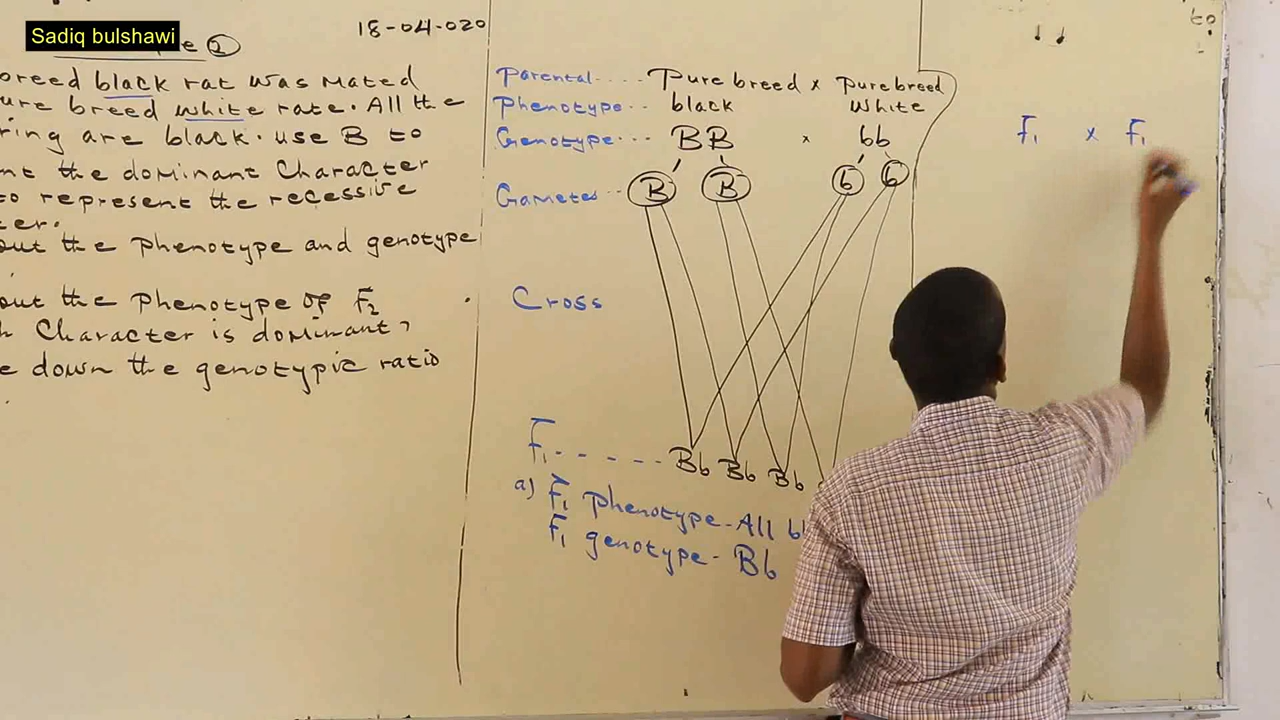 Sadiq bulshawi
18-04-020
②
oreed black rat was mated
ure breed white rate. All the
ring are black. use B to
nt the dominant Character
to represent the recessive
ter.
out the phenotype and genotype
out the phenotype of F2
h Character is dominant?
e down the genotypic ratio
Parental.... Pure breed x Pure breed
Phenotype.. black White
Genotype... BB x bb
Gametes.. B B b b
Cross
F1------ Bb Bb Bb
a) F1 phenotype-All b
F1 genotype- Bb
to
F1 x F1